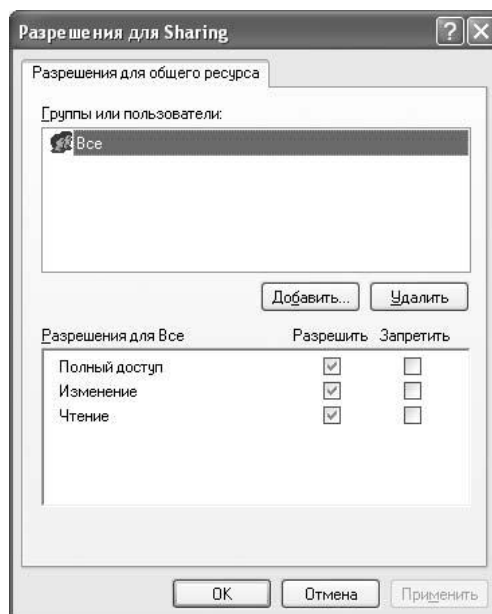 Разрешения для Sharing
Разрешения для общего ресурса
Группы или пользователи:
Все
Добавить... Удалить
Разрешения для Все Разрешить Запретить
Полный доступ
Изменение
Чтение
OK Отмена Применить